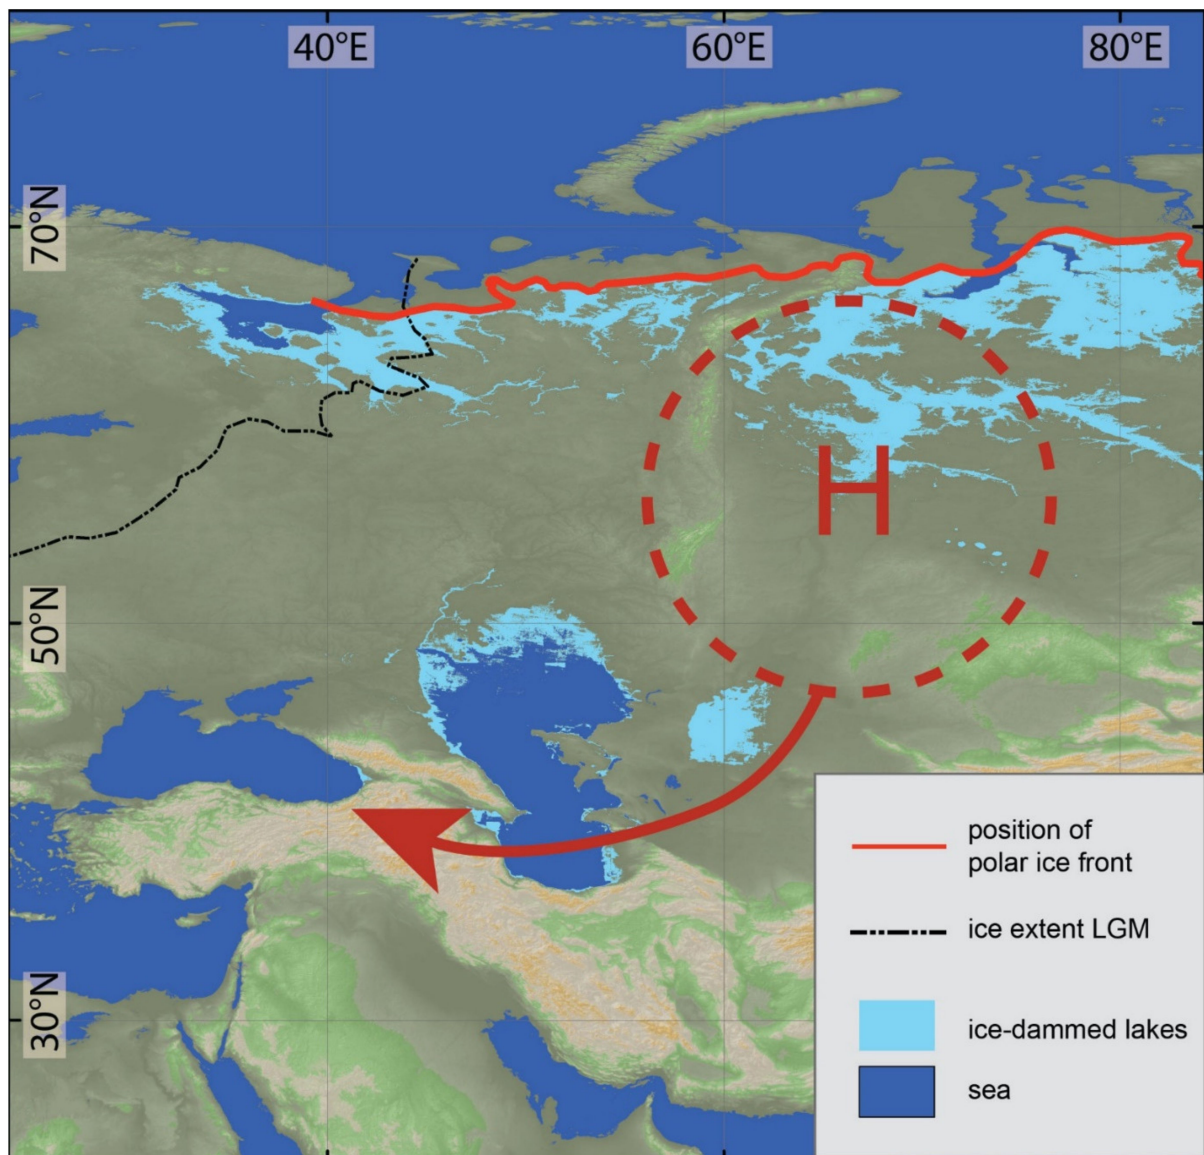 40°E
60°E
80°E
70°N
H
50°N
30°N
position of
polar ice front
ice extent LGM
ice-dammed lakes
sea